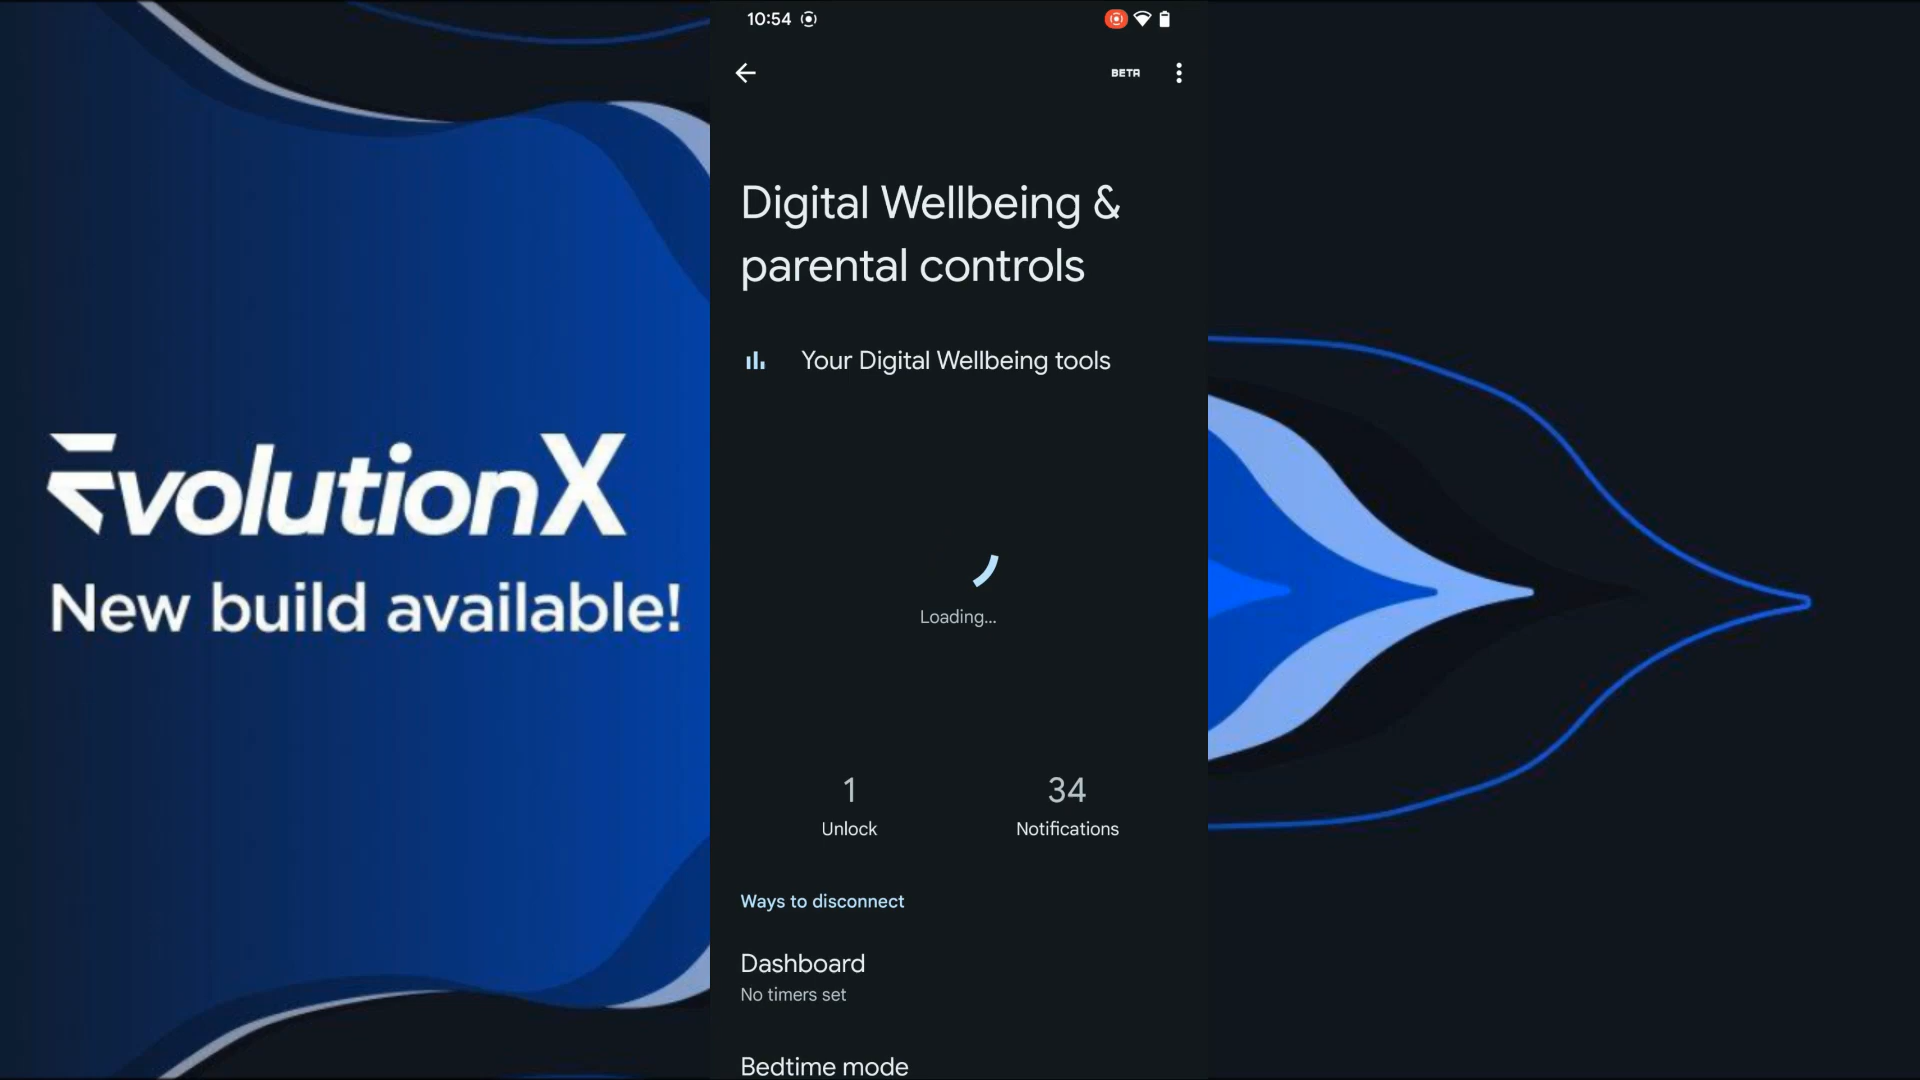 EvolutionX
New build available!
10:54
BETA
Digital Wellbeing &
parental controls
Your Digital Wellbeing tools
Loading...
1
Unlock
34
Notifications
Ways to disconnect
Dashboard
No timers set
Bedtime mode